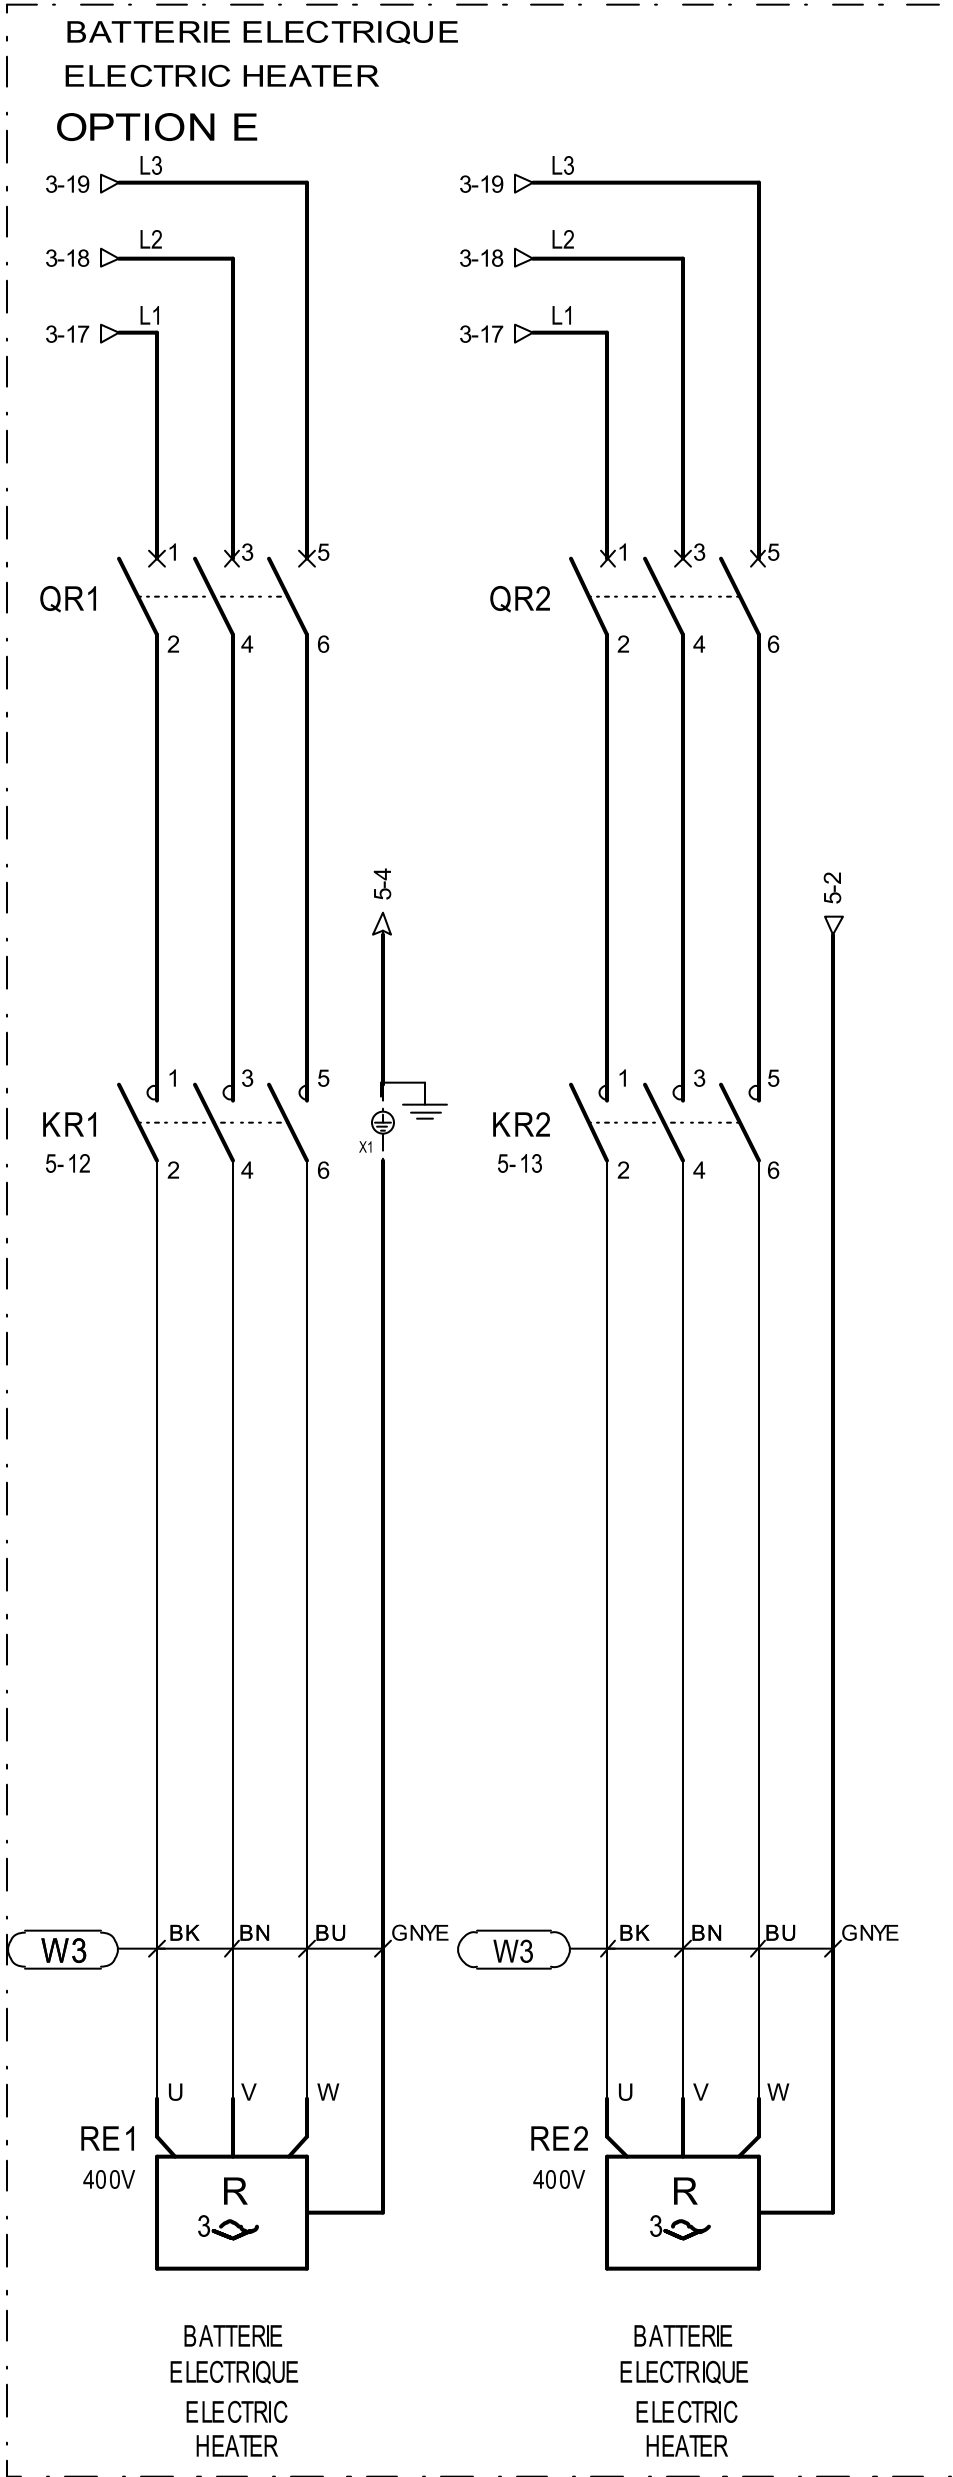 BATTERIE ELECTRIQUE
ELECTRIC HEATER
OPTION E
3-19 L3
3-18 L2
3-17 L1
3-19 L3
3-18 L2
3-17 L1
QR1
1 3 5
2 4 6
QR2
1 3 5
2 4 6
5-4
5-2
KR1
5-12
1 3 5
2 4 6
X1
KR2
5-13
1 3 5
2 4 6
W3 BK BN BU GNYE
W3 BK BN BU GNYE
U V W
RE1
400V
R
3
U V W
RE2
400V
R
3
BATTERIE
ELECTRIQUE
ELECTRIC
HEATER
BATTERIE
ELECTRIQUE
ELECTRIC
HEATER